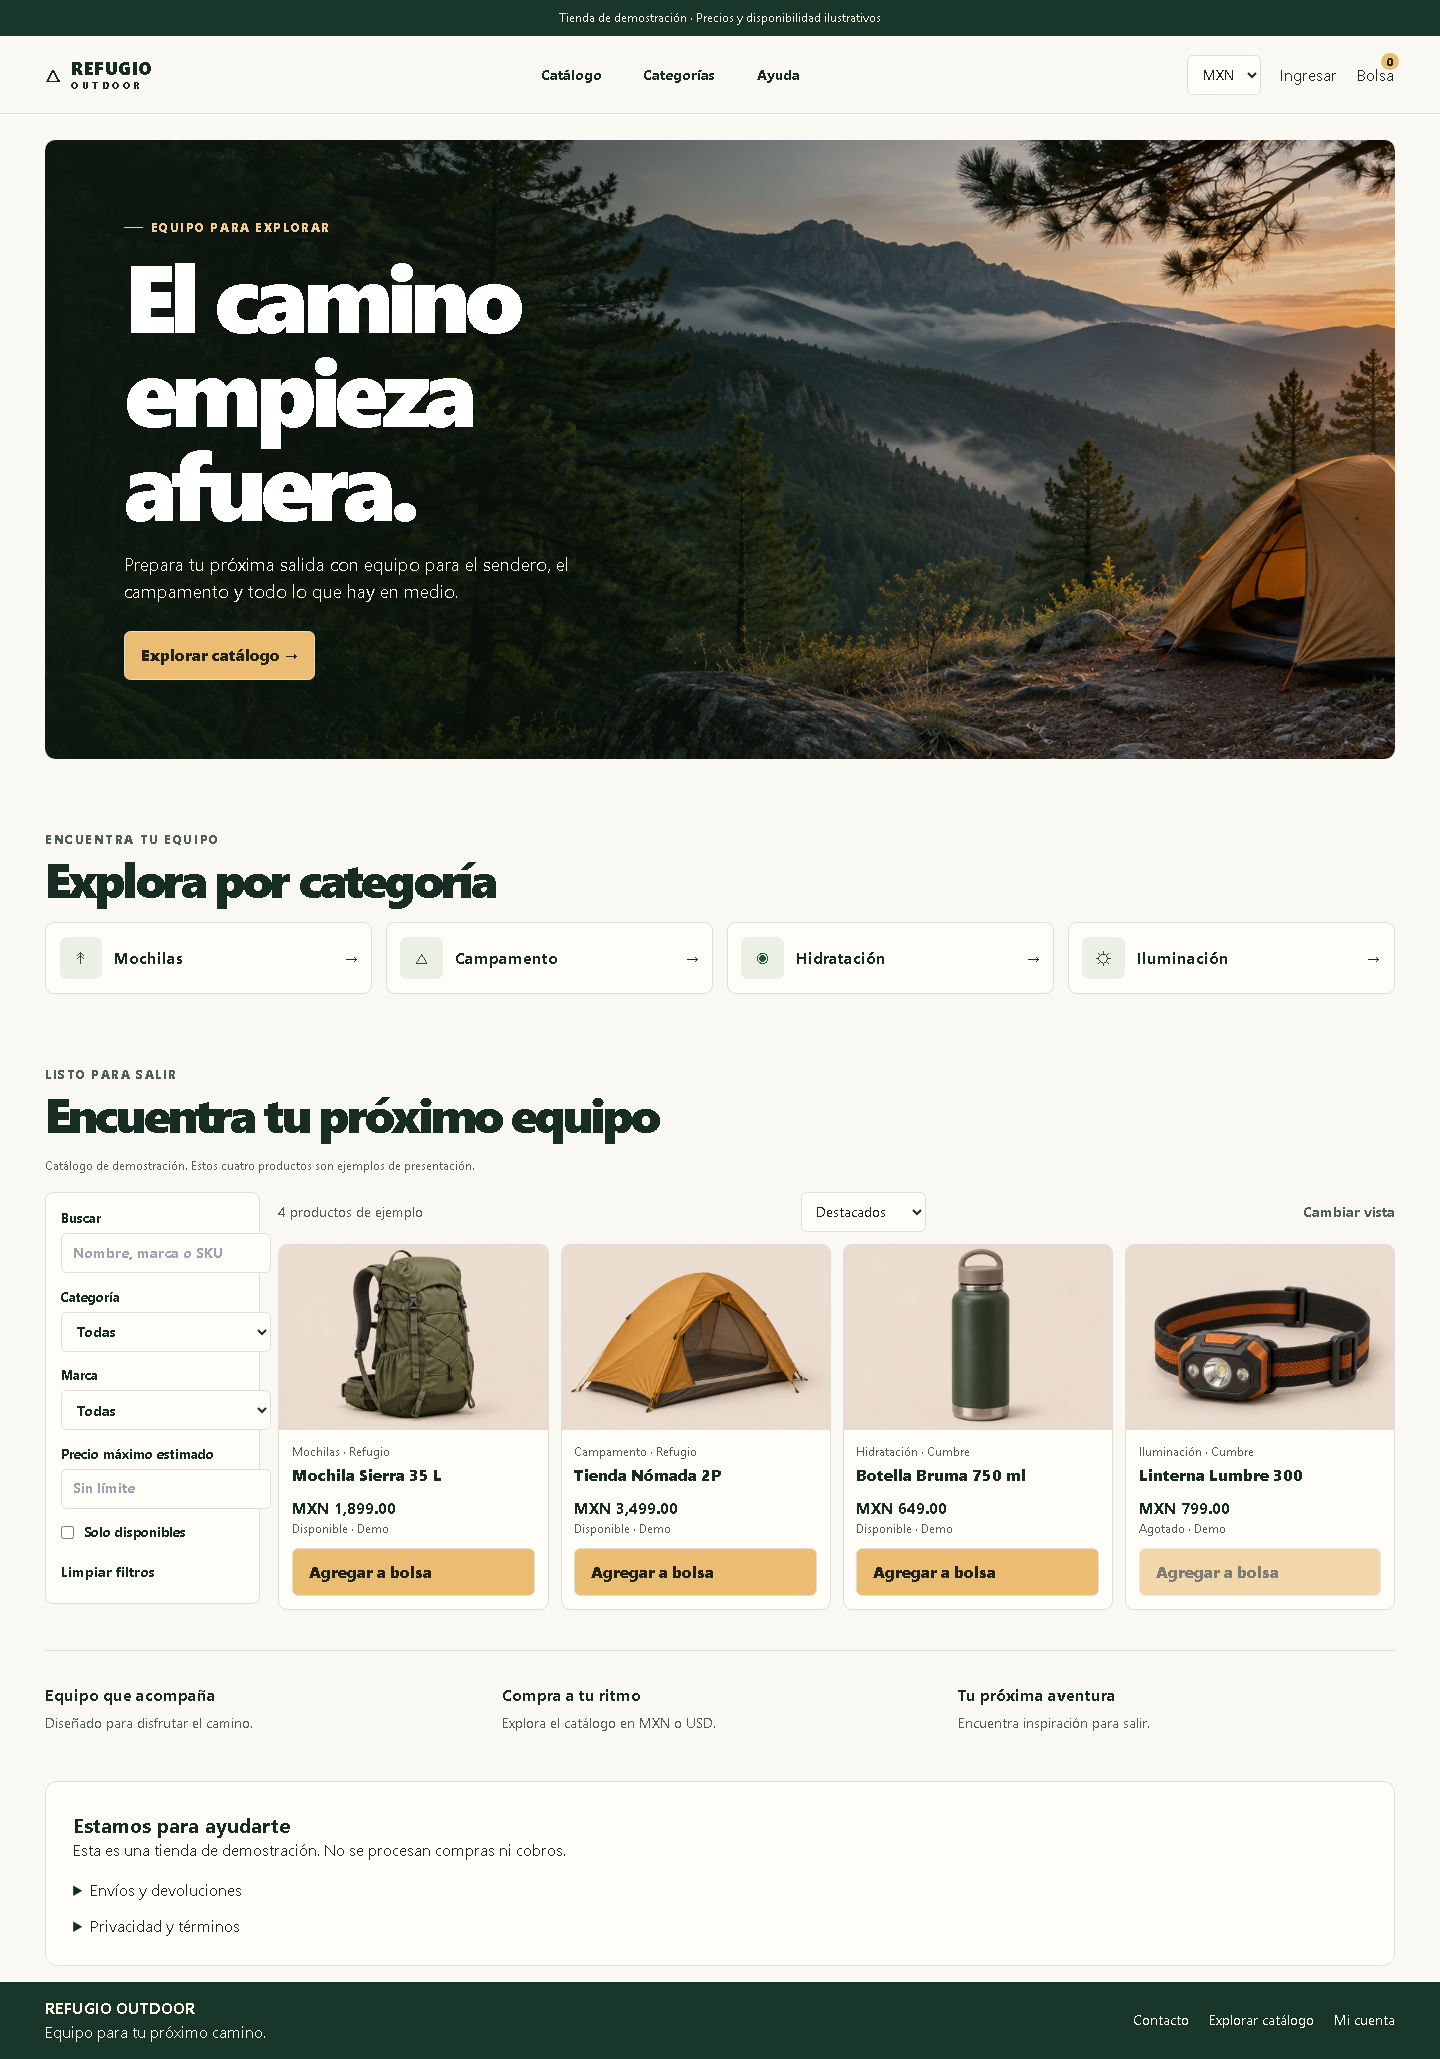 Tienda de demostración · Precios y disponibilidad ilustrativos
REFUGIO
OUTDOOR
Catálogo
Categorías
Ayuda
MXN
Ingresar
Bolsa
0
EQUIPO PARA EXPLORAR
El camino
empieza
afuera.
Prepara tu próxima salida con equipo para el sendero, el
campamento y todo lo que hay en medio.
Explorar catálogo →
ENCUENTRA TU EQUIPO
Explora por categoría
Mochilas →
Campamento →
Hidratación →
Iluminación →
LISTO PARA SALIR
Encuentra tu próximo equipo
Catálogo de demostración. Estos cuatro productos son ejemplos de presentación.
Buscar
Nombre, marca o SKU
Categoría
Todas
Marca
Todas
Precio máximo estimado
Sin límite
Solo disponibles
Limpiar filtros
4 productos de ejemplo
Destacados
Cambiar vista
Mochilas · Refugio
Mochila Sierra 35 L
MXN 1,899.00
Disponible · Demo
Agregar a bolsa
Campamento · Refugio
Tienda Nómada 2P
MXN 3,499.00
Disponible · Demo
Agregar a bolsa
Hidratación · Cumbre
Botella Bruma 750 ml
MXN 649.00
Disponible · Demo
Agregar a bolsa
Iluminación · Cumbre
Linterna Lumbre 300
MXN 799.00
Agotado · Demo
Agregar a bolsa
Equipo que acompaña
Diseñado para disfrutar el camino.
Compra a tu ritmo
Explora el catálogo en MXN o USD.
Tu próxima aventura
Encuentra inspiración para salir.
Estamos para ayudarte
Esta es una tienda de demostración. No se procesan compras ni cobros.
Envíos y devoluciones
Privacidad y términos
REFUGIO OUTDOOR
Equipo para tu próximo camino.
Contacto
Explorar catálogo
Mi cuenta